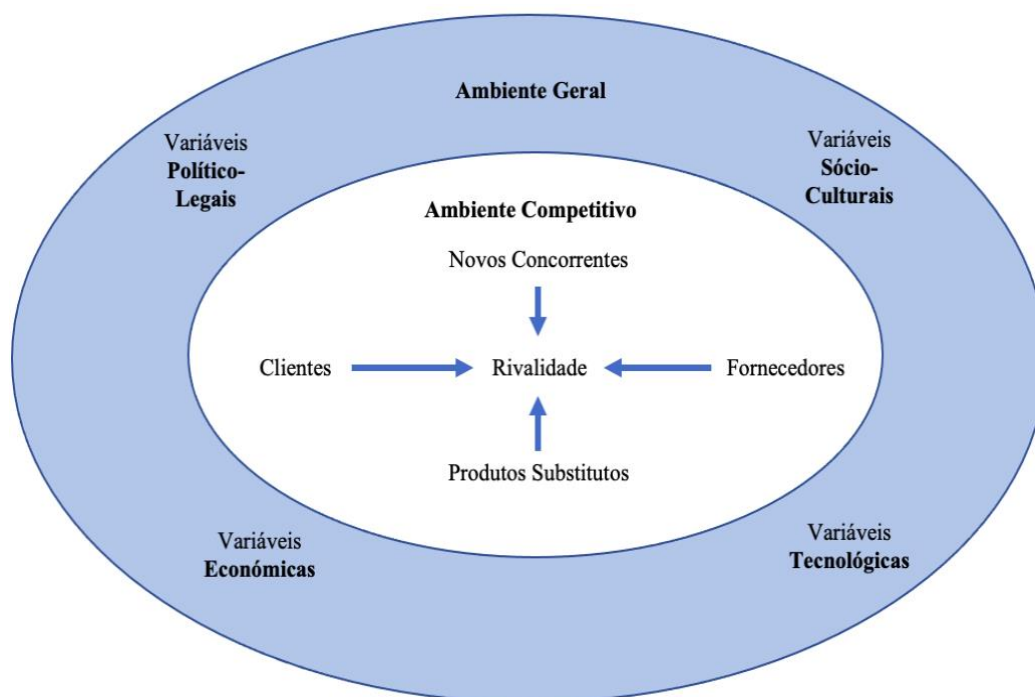 Ambiente Geral
Variáveis
Político-
Legais
Variáveis
Sócio-
Culturais
Ambiente Competitivo
Novos Concorrentes
Clientes
Rivalidade
Fornecedores
Produtos Substitutos
Variáveis
Económicas
Variáveis
Tecnológicas